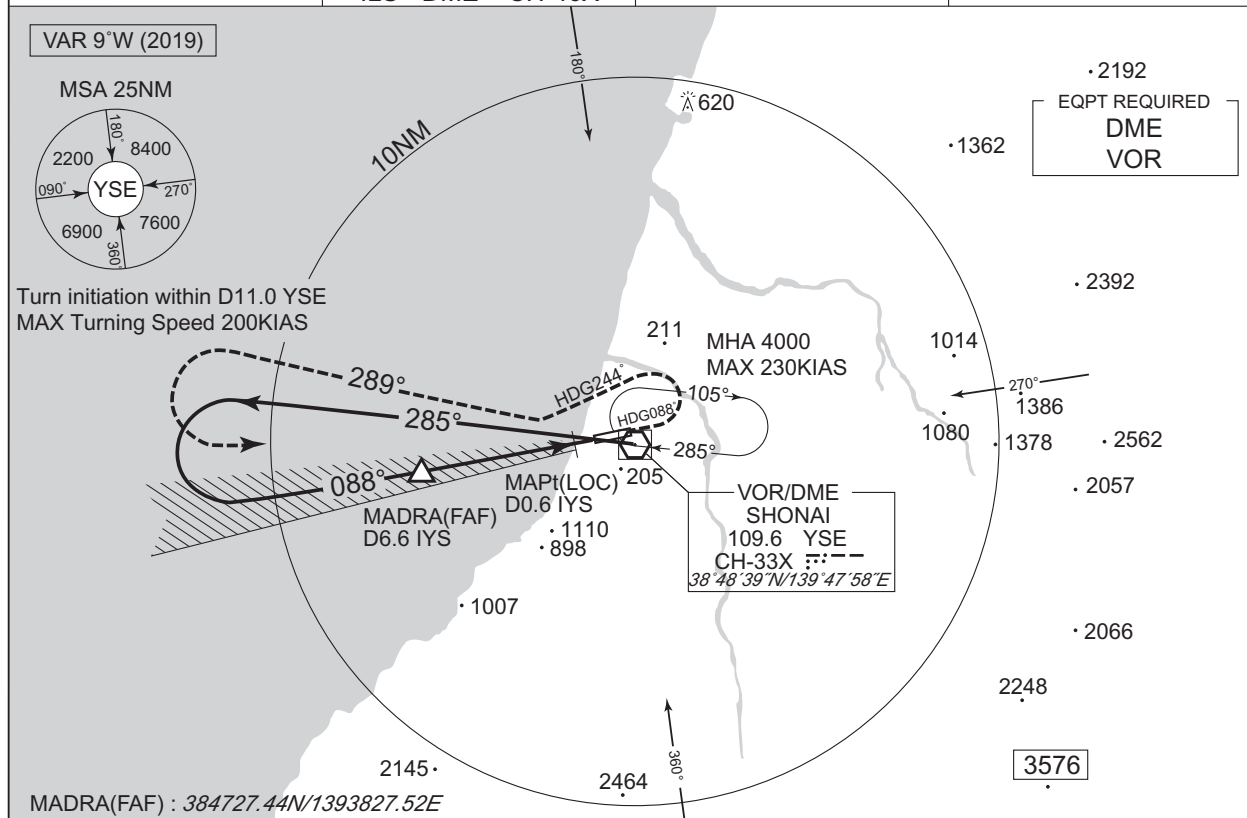 VAR 9°W (2019)
MSA 25NM
180°
2200
8400
090°
YSE
270°
6900
7600
360°
Turn initiation within D11.0 YSE
MAX Turning Speed 200KIAS
10NM
180°
620
2192
EQPT REQUIRED
DME
VOR
1362
2392
211
MHA 4000
MAX 230KIAS
1014
289°
HDG244°
105°
270°
1386
285°
HDG088°
1080
1378
2562
285°
088°
MAPt(LOC)
D0.6 IYS
205
2057
MADRA(FAF)
D6.6 IYS
VOR/DME
SHONAI
109.6 YSE
CH-33X
38°48′39″N/139°47′58″E
1110
898
1007
2066
2248
360°
3576
2145
2464
MADRA(FAF) : 384727.44N/1393827.52E